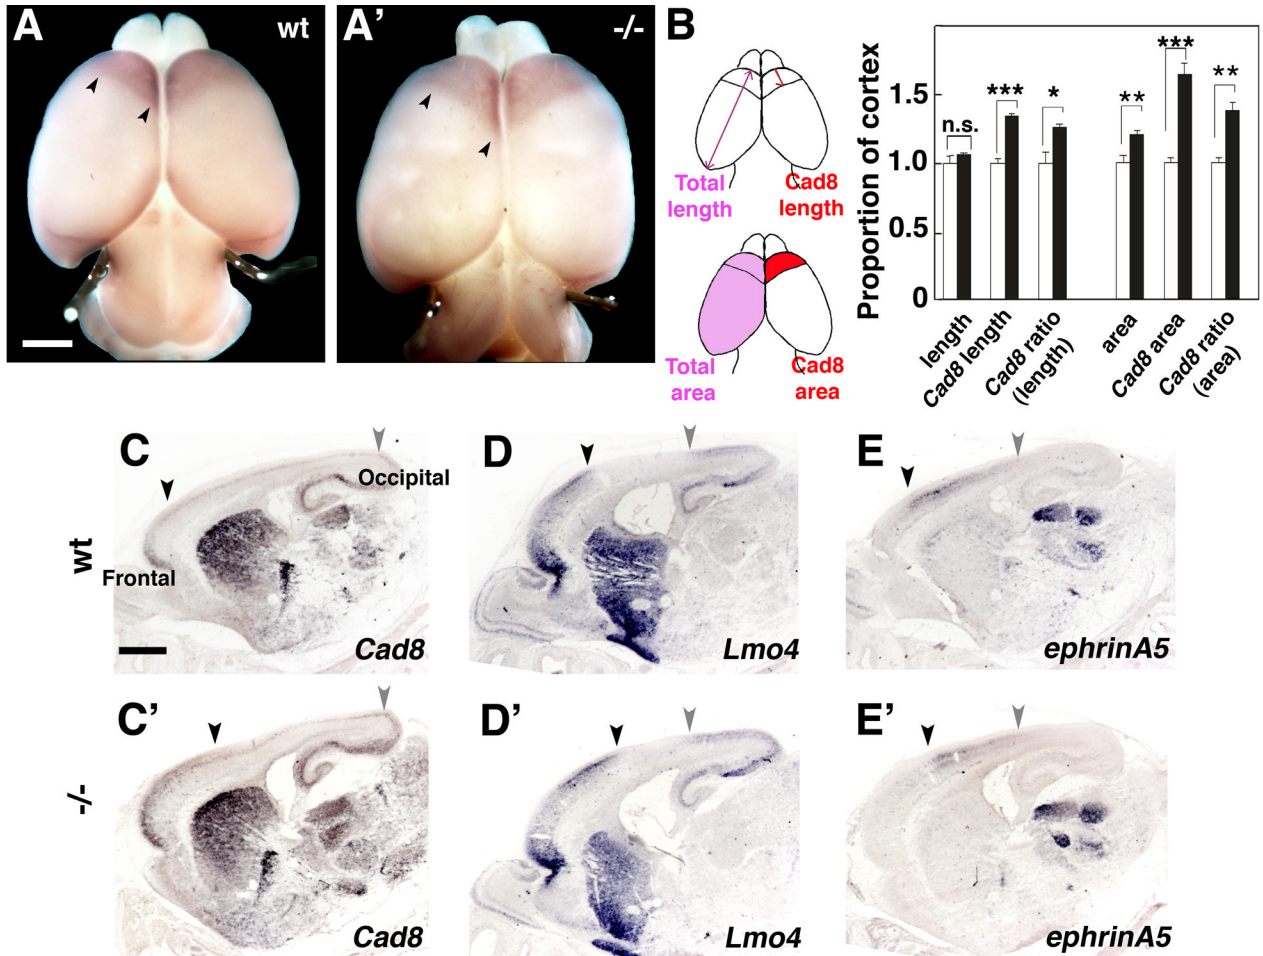 A
wt
A’
-/-
B
Total
length
Cad8
length
Total
area
Cad8
area
Proportion of cortex
1.5
1.0
0.5
0
n.s.
***
*
**
***
**
length
Cad8 length
Cad8 ratio
(length)
area
Cad8 area
Cad8 ratio
(area)
wt
C
Occipital
Frontal
Cad8
D
Lmo4
E
ephrinA5
-/-
C’
Cad8
D’
Lmo4
E’
ephrinA5